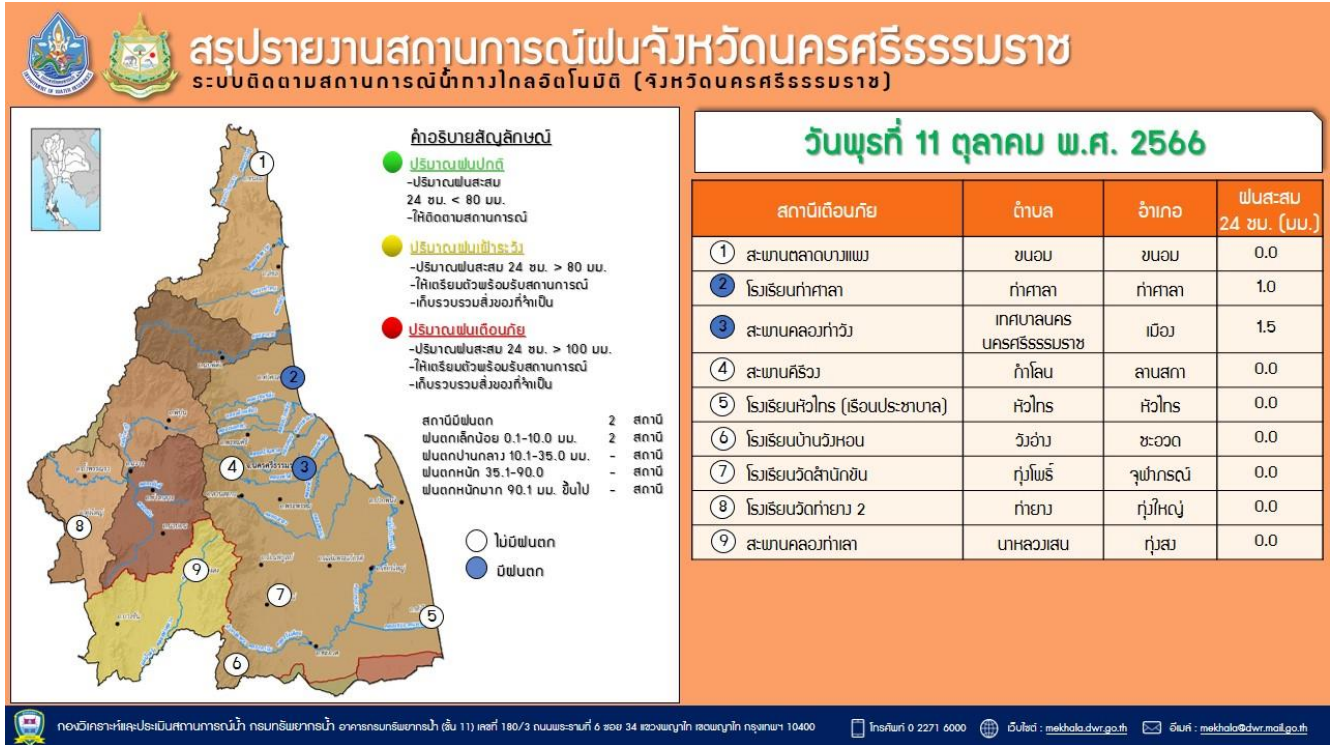 สรุปรายงานสถานการณ์ฝนจังหวัดนครศรีธรรมราช
ระบบติดตามสถานการณ์น้ำทางไกลอัตโนมัติ (จังหวัดนครศรีธรรมราช)
คำอธิบายสัญลักษณ์
ปริมาณฝนปกติ
-ปริมาณฝนสะสม
24 ชม. < 80 มม.
-ให้ติดตามสถานการณ์
ปริมาณฝนเฝ้าระวัง
-ปริมาณฝนสะสม 24 ชม. > 80 มม.
-ให้เตรียมตัวพร้อมรับสถานการณ์
-เก็บรวบรวมสิ่งของที่จำเป็น
ปริมาณฝนเตือนภัย
-ปริมาณฝนสะสม 24 ชม. > 100 มม.
-ให้เตรียมตัวพร้อมรับสถานการณ์
-เก็บรวบรวมสิ่งของที่จำเป็น
สถานีมีฝนตก 2 สถานี
ฝนตกเล็กน้อย 0.1-10.0 มม. 2 สถานี
ฝนตกปานกลาง 10.1-35.0 มม. - สถานี
ฝนตกหนัก 35.1-90.0 - สถานี
ฝนตกหนักมาก 90.1 มม. ขึ้นไป - สถานี
ไม่มีฝนตก
มีฝนตก
1
2
4
3
8
9
7
5
6
วันพุธที่ 11 ตุลาคม พ.ศ. 2566
สถานีเตือนภัย ตำบล อำเภอ ฝนสะสม
24 ชม. (มม.)
1 สะพานตลาดบางแพง ขนอม ขนอม 0.0
2 โรงเรียนท่าศาลา ท่าศาลา ท่าศาลา 1.0
3 สะพานคลองท่าวัง เทศบาลนคร
นครศรีธรรมราช เมือง 1.5
4 สะพานคีรีวง กำโลน ลานสกา 0.0
5 โรงเรียนหัวไทร (เรือนประชาบาล) หัวไทร หัวไทร 0.0
6 โรงเรียนบ้านวังหอน วังอ่าง ชะอวด 0.0
7 โรงเรียนวัดสำนักขัน ทุ่งโพธิ์ จุฬาภรณ์ 0.0
8 โรงเรียนวัดท่ายาง 2 ท่ายาง ทุ่งใหญ่ 0.0
9 สะพานคลองท่าเลา นาหลวงเสน ทุ่งสง 0.0
กองวิเคราะห์และประเมินสถานการณ์น้ำ กรมทรัพยากรน้ำ อาคารกรมทรัพยากรน้ำ (ชั้น 11) เลขที่ 180/3 ถนนพระรามที่ 6 ซอย 34 แขวงพญาไท เขตพญาไท กรุงเทพฯ 10400 โทรศัพท์ 0 2271 6000 เว็บไซต์ : mekhala.dwr.go.th อีเมล์ : mekhala@dwr.mail.go.th